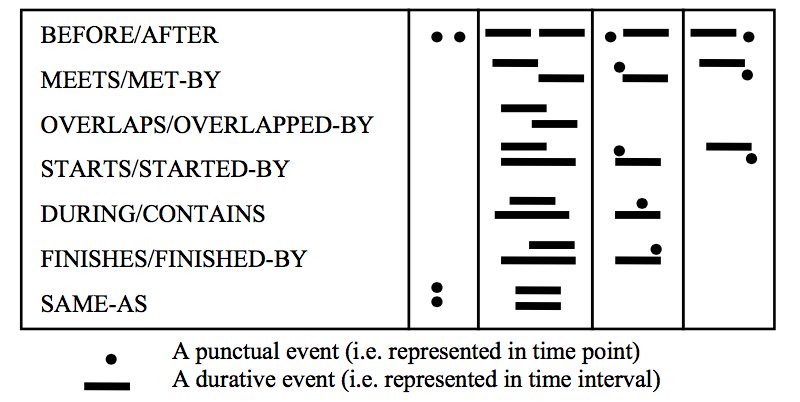 BEFORE/AFTER
MEETS/MET-BY
OVERLAPS/OVERLAPPED-BY
STARTS/STARTED-BY
DURING/CONTAINS
FINISHES/FINISHED-BY
SAME-AS
A punctual event (i.e. represented in time point)
A durative event (i.e. represented in time interval)